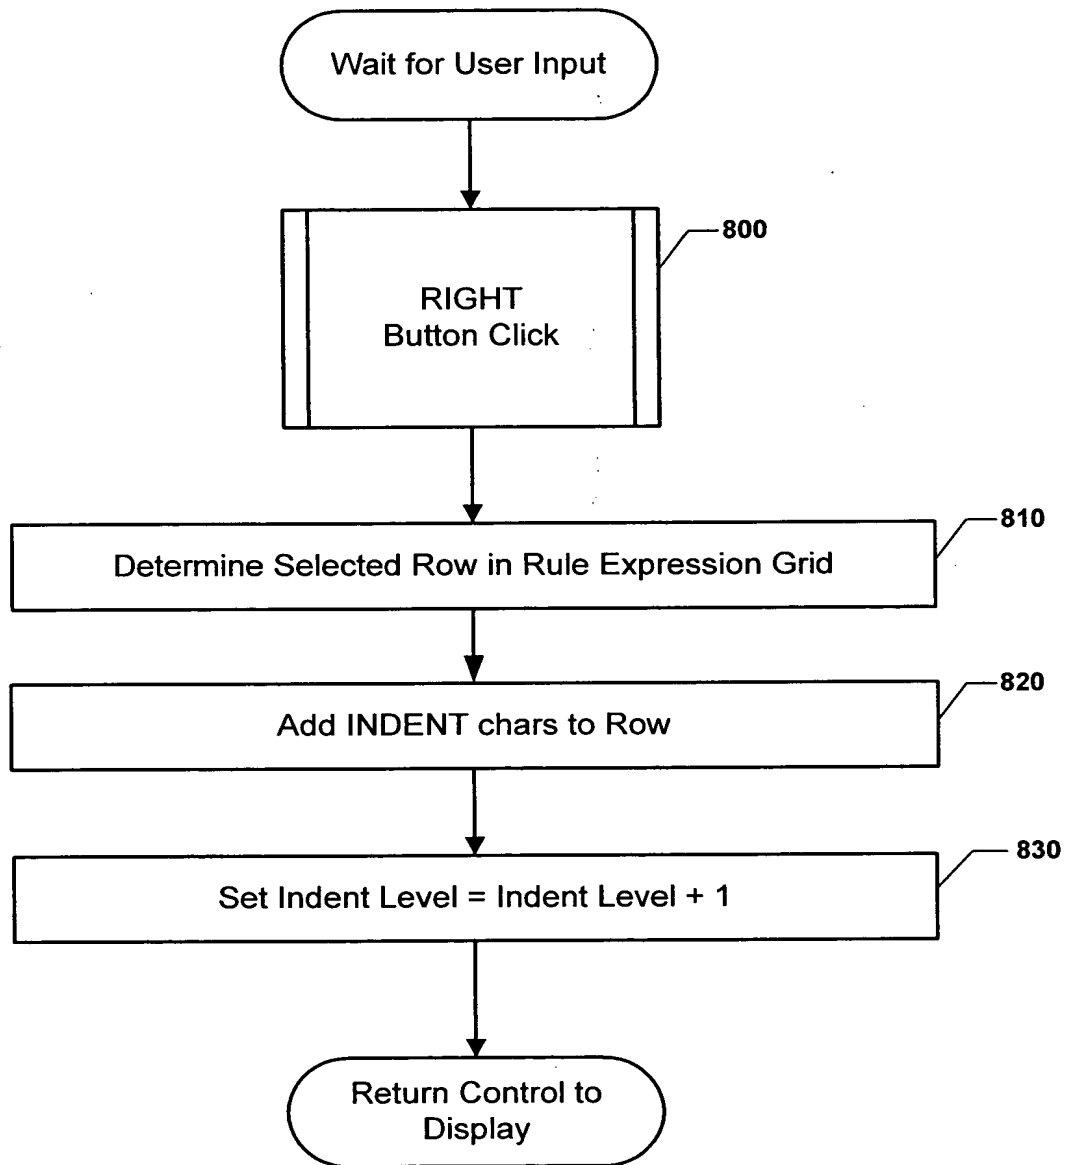 Wait for User Input
800
RIGHT
Button Click
810
Determine Selected Row in Rule Expression Grid
820
Add INDENT chars to Row
830
Set Indent Level = Indent Level + 1
Return Control to
Display